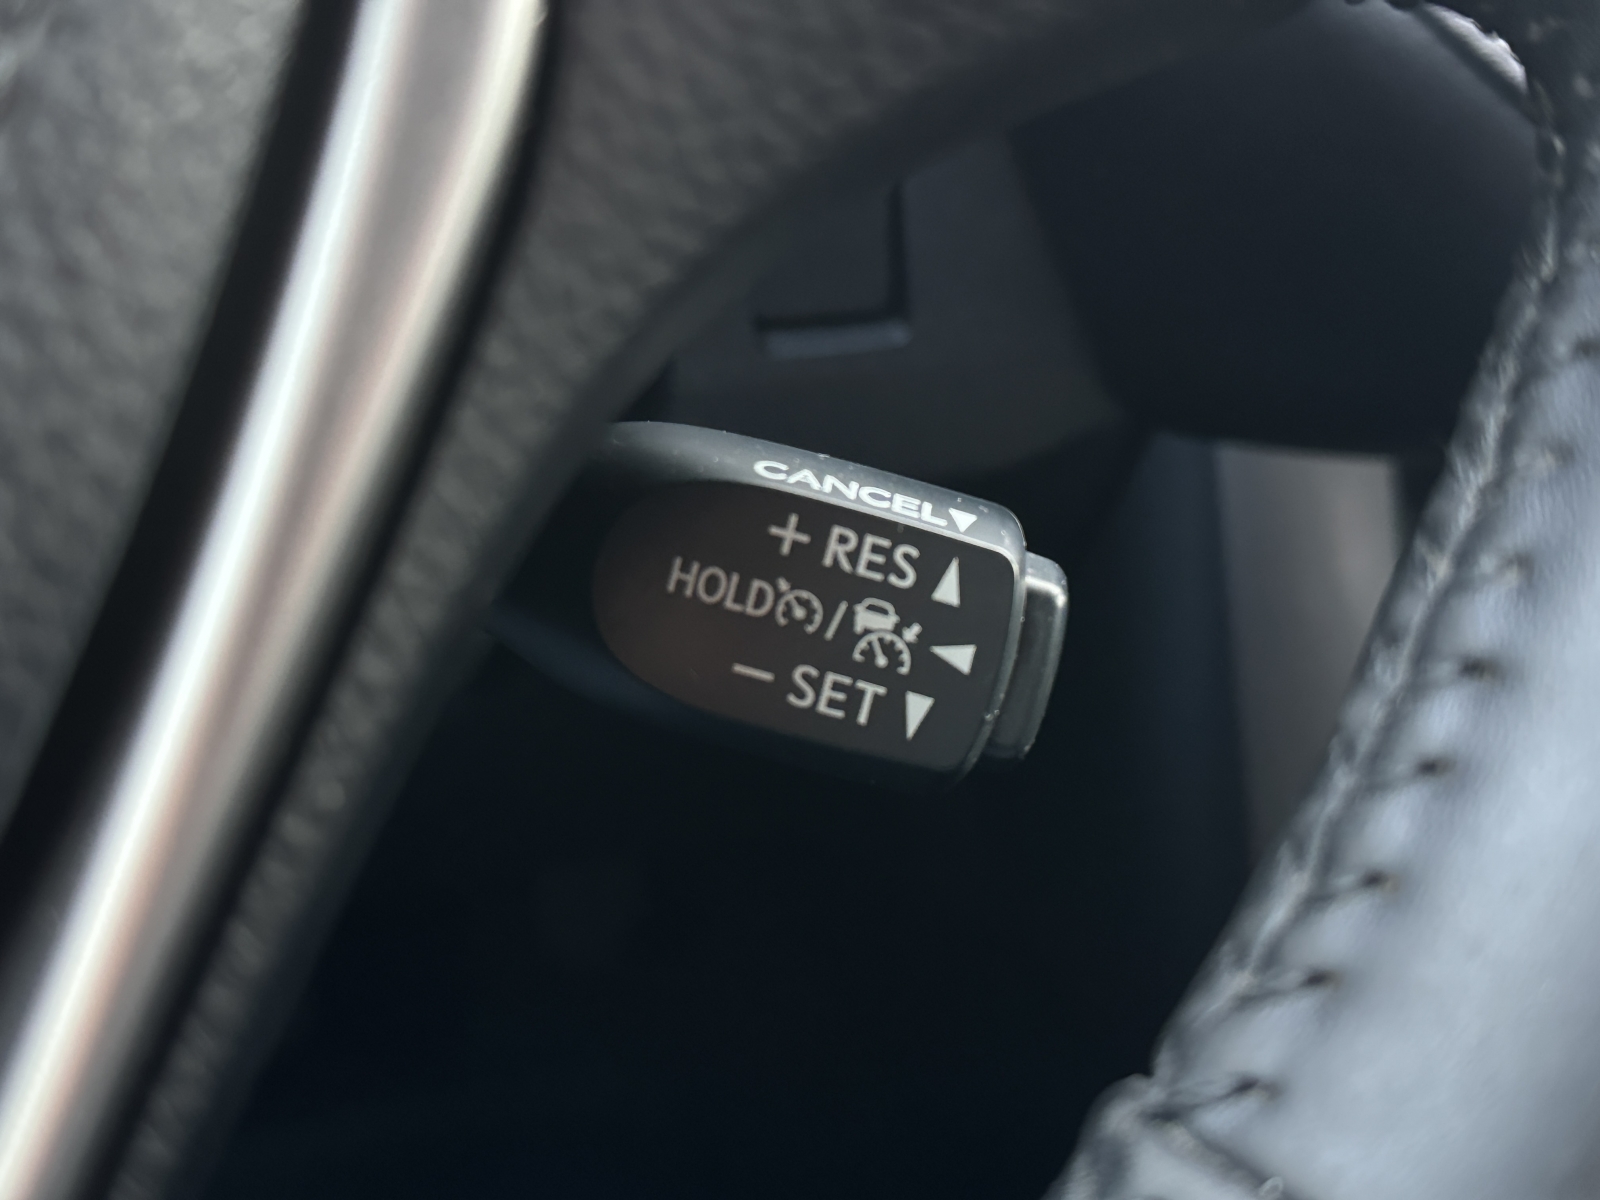 CANCEL▼
+ RES ▲
HOLD / ◀
− SET ▼